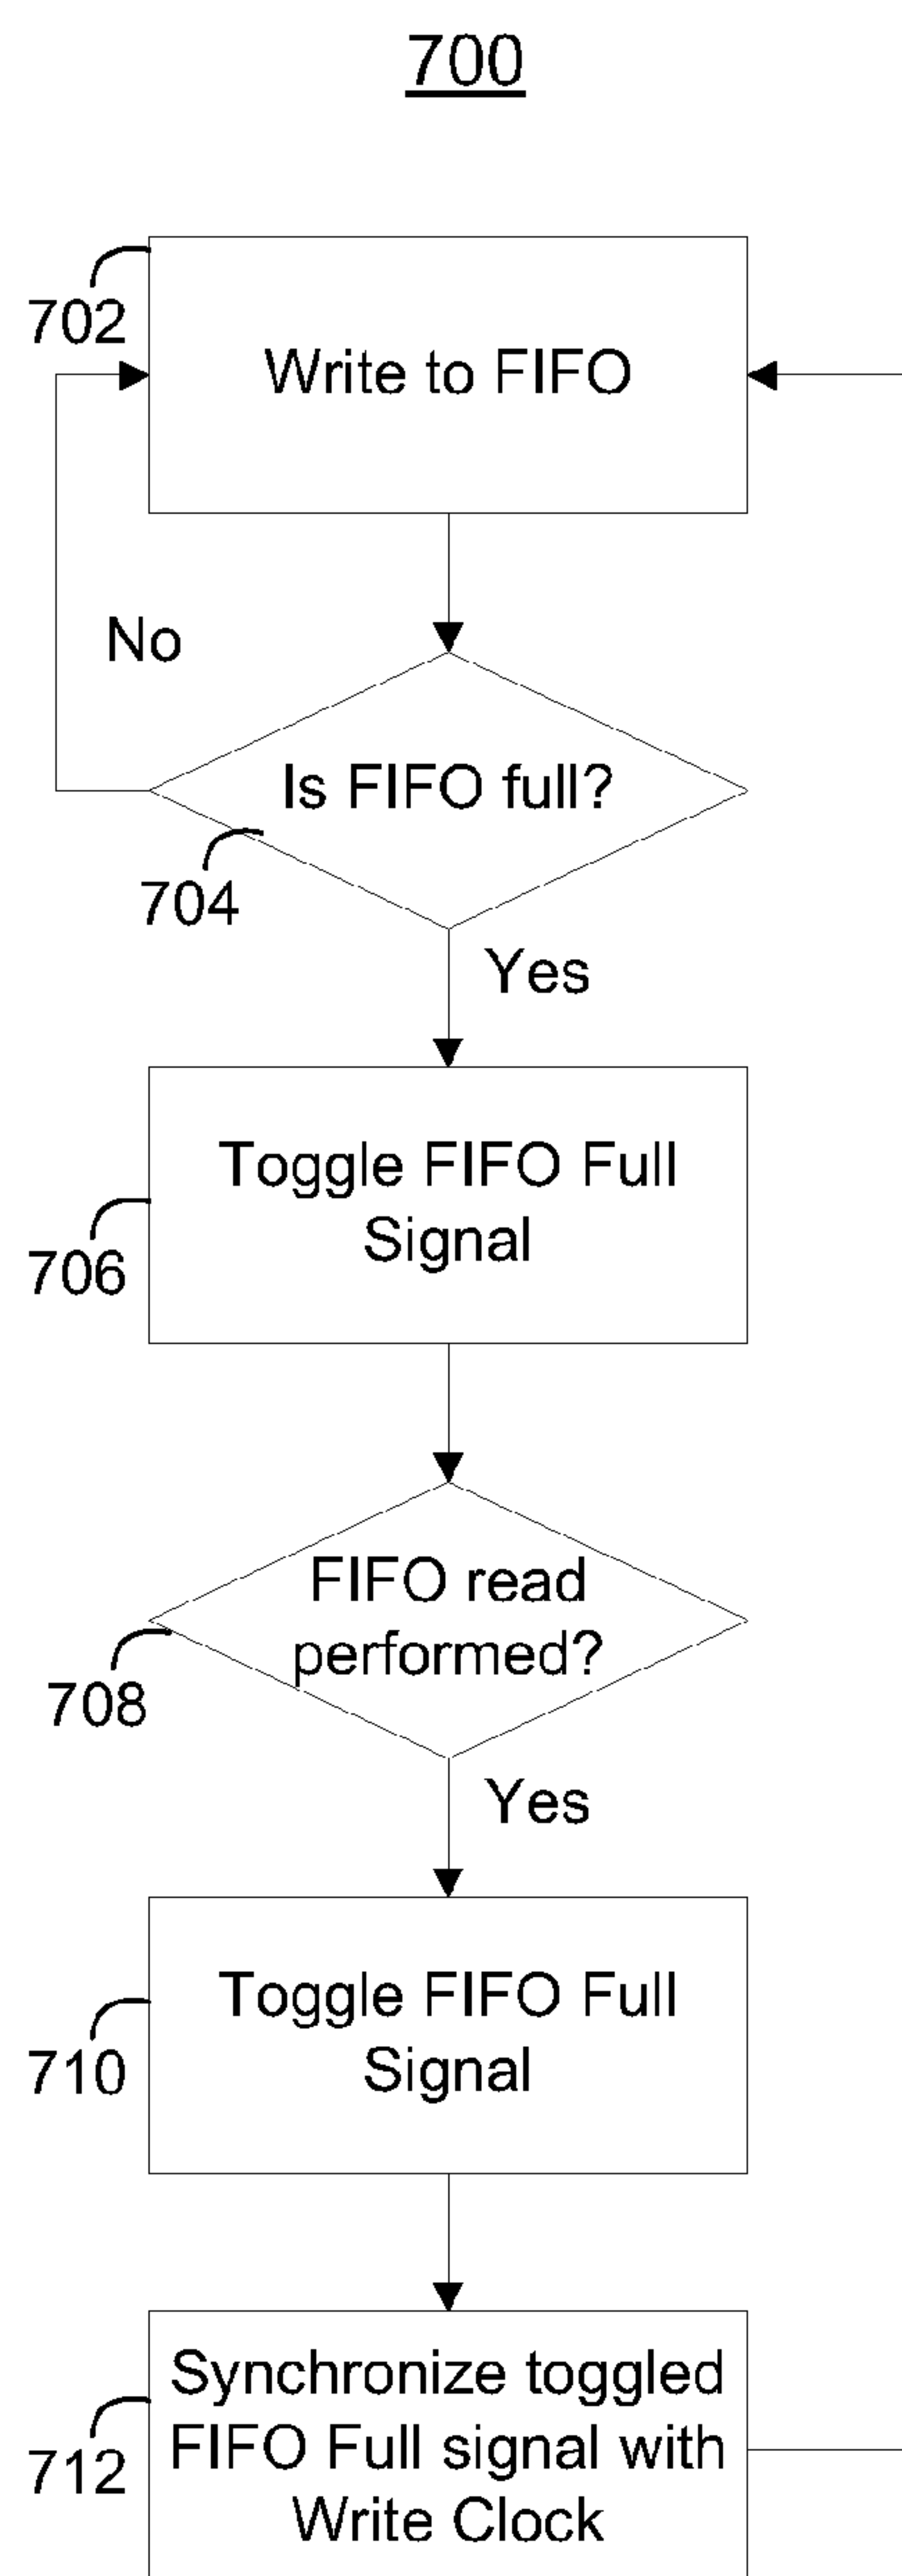 700
702
Write to FIFO
No
Is FIFO full?
704
Yes
Toggle FIFO Full
Signal
706
FIFO read
performed?
708
Yes
Toggle FIFO Full
Signal
710
Synchronize toggled
FIFO Full signal with
Write Clock
712